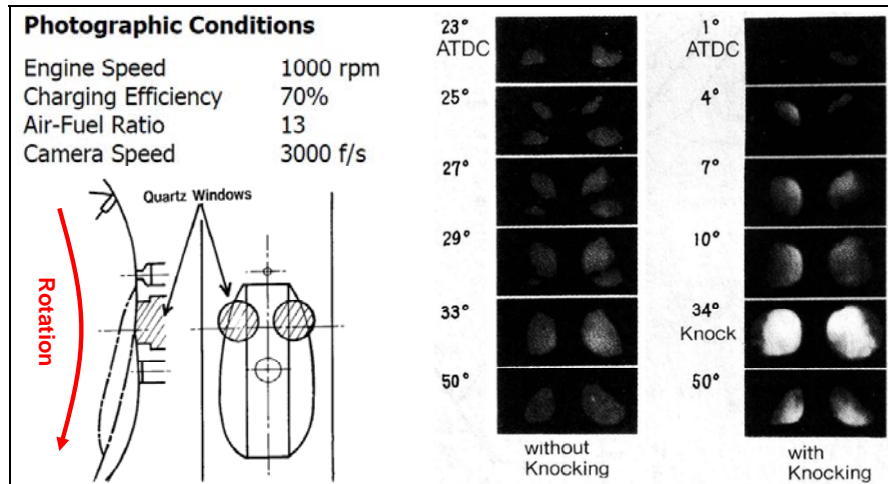 Photographic Conditions
Engine Speed 1000 rpm
Charging Efficiency 70%
Air-Fuel Ratio 13
Camera Speed 3000 f/s
Quartz Windows
Rotation
23°
ATDC
25°
27°
29°
33°
50°
without
Knocking
1°
ATDC
4°
7°
10°
34°
Knock
50°
with
Knocking